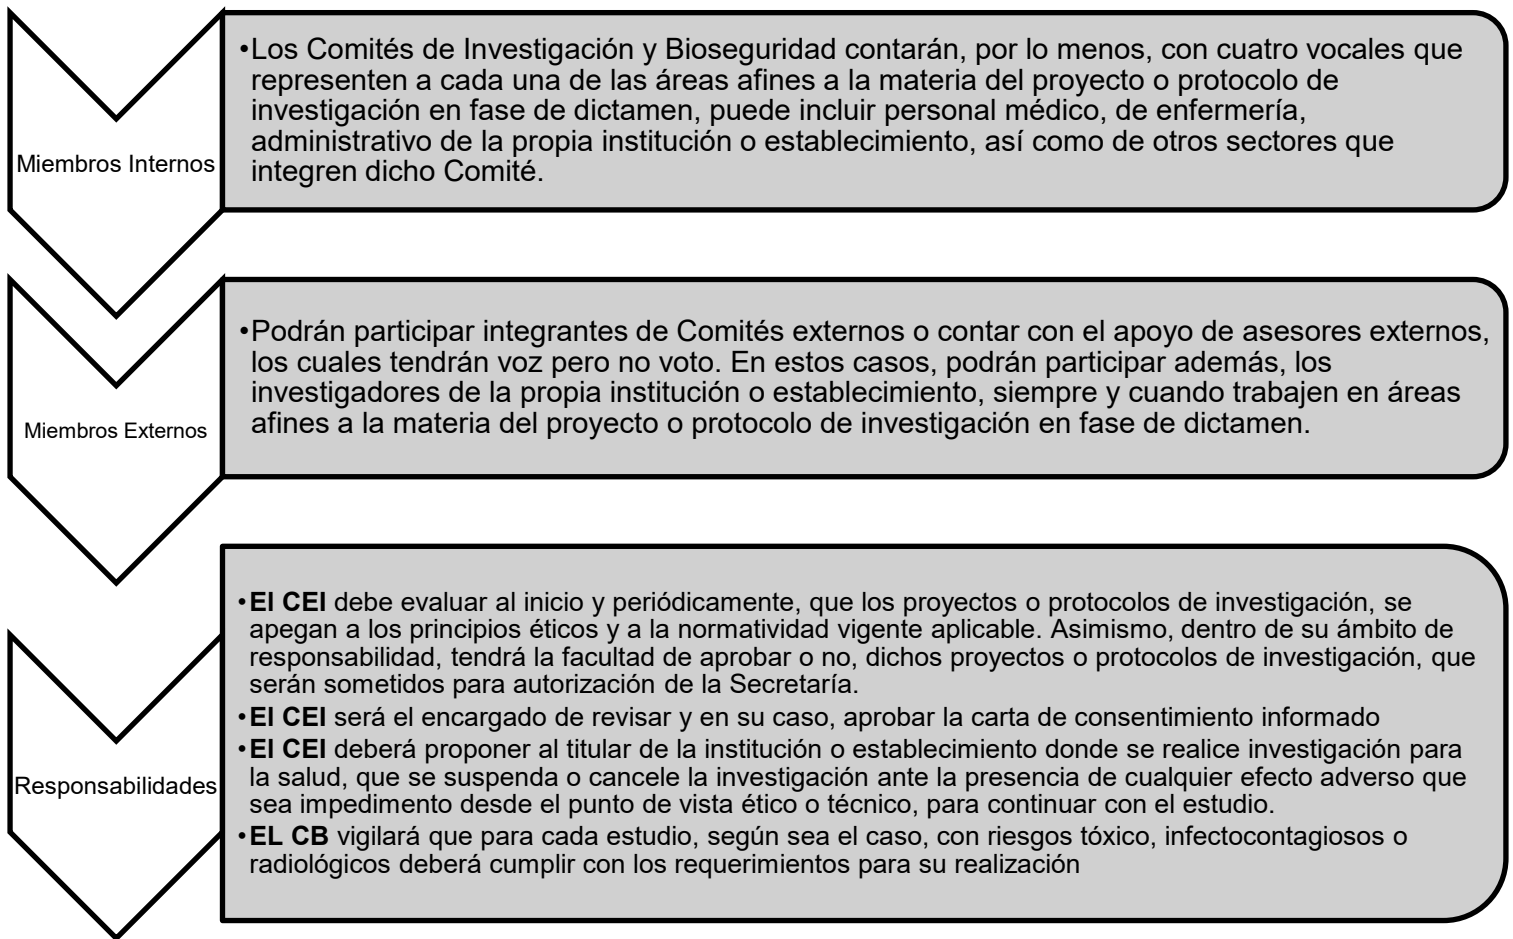 Miembros Internos
•Los Comités de Investigación y Bioseguridad contarán, por lo menos, con cuatro vocales que
representen a cada una de las áreas afines a la materia del proyecto o protocolo de
investigación en fase de dictamen, puede incluir personal médico, de enfermería,
administrativo de la propia institución o establecimiento, así como de otros sectores que
integren dicho Comité.
Miembros Externos
•Podrán participar integrantes de Comités externos o contar con el apoyo de asesores externos,
los cuales tendrán voz pero no voto. En estos casos, podrán participar además, los
investigadores de la propia institución o establecimiento, siempre y cuando trabajen en áreas
afines a la materia del proyecto o protocolo de investigación en fase de dictamen.
Responsabilidades
•El CEI debe evaluar al inicio y periódicamente, que los proyectos o protocolos de investigación, se
apegan a los principios éticos y a la normatividad vigente aplicable. Asimismo, dentro de su ámbito de
responsabilidad, tendrá la facultad de aprobar o no, dichos proyectos o protocolos de investigación, que
serán sometidos para autorización de la Secretaría.
•El CEI será el encargado de revisar y en su caso, aprobar la carta de consentimiento informado
•El CEI deberá proponer al titular de la institución o establecimiento donde se realice investigación para
la salud, que se suspenda o cancele la investigación ante la presencia de cualquier efecto adverso que
sea impedimento desde el punto de vista ético o técnico, para continuar con el estudio.
•EL CB vigilará que para cada estudio, según sea el caso, con riesgos tóxico, infectocontagiosos o
radiológicos deberá cumplir con los requerimientos para su realización